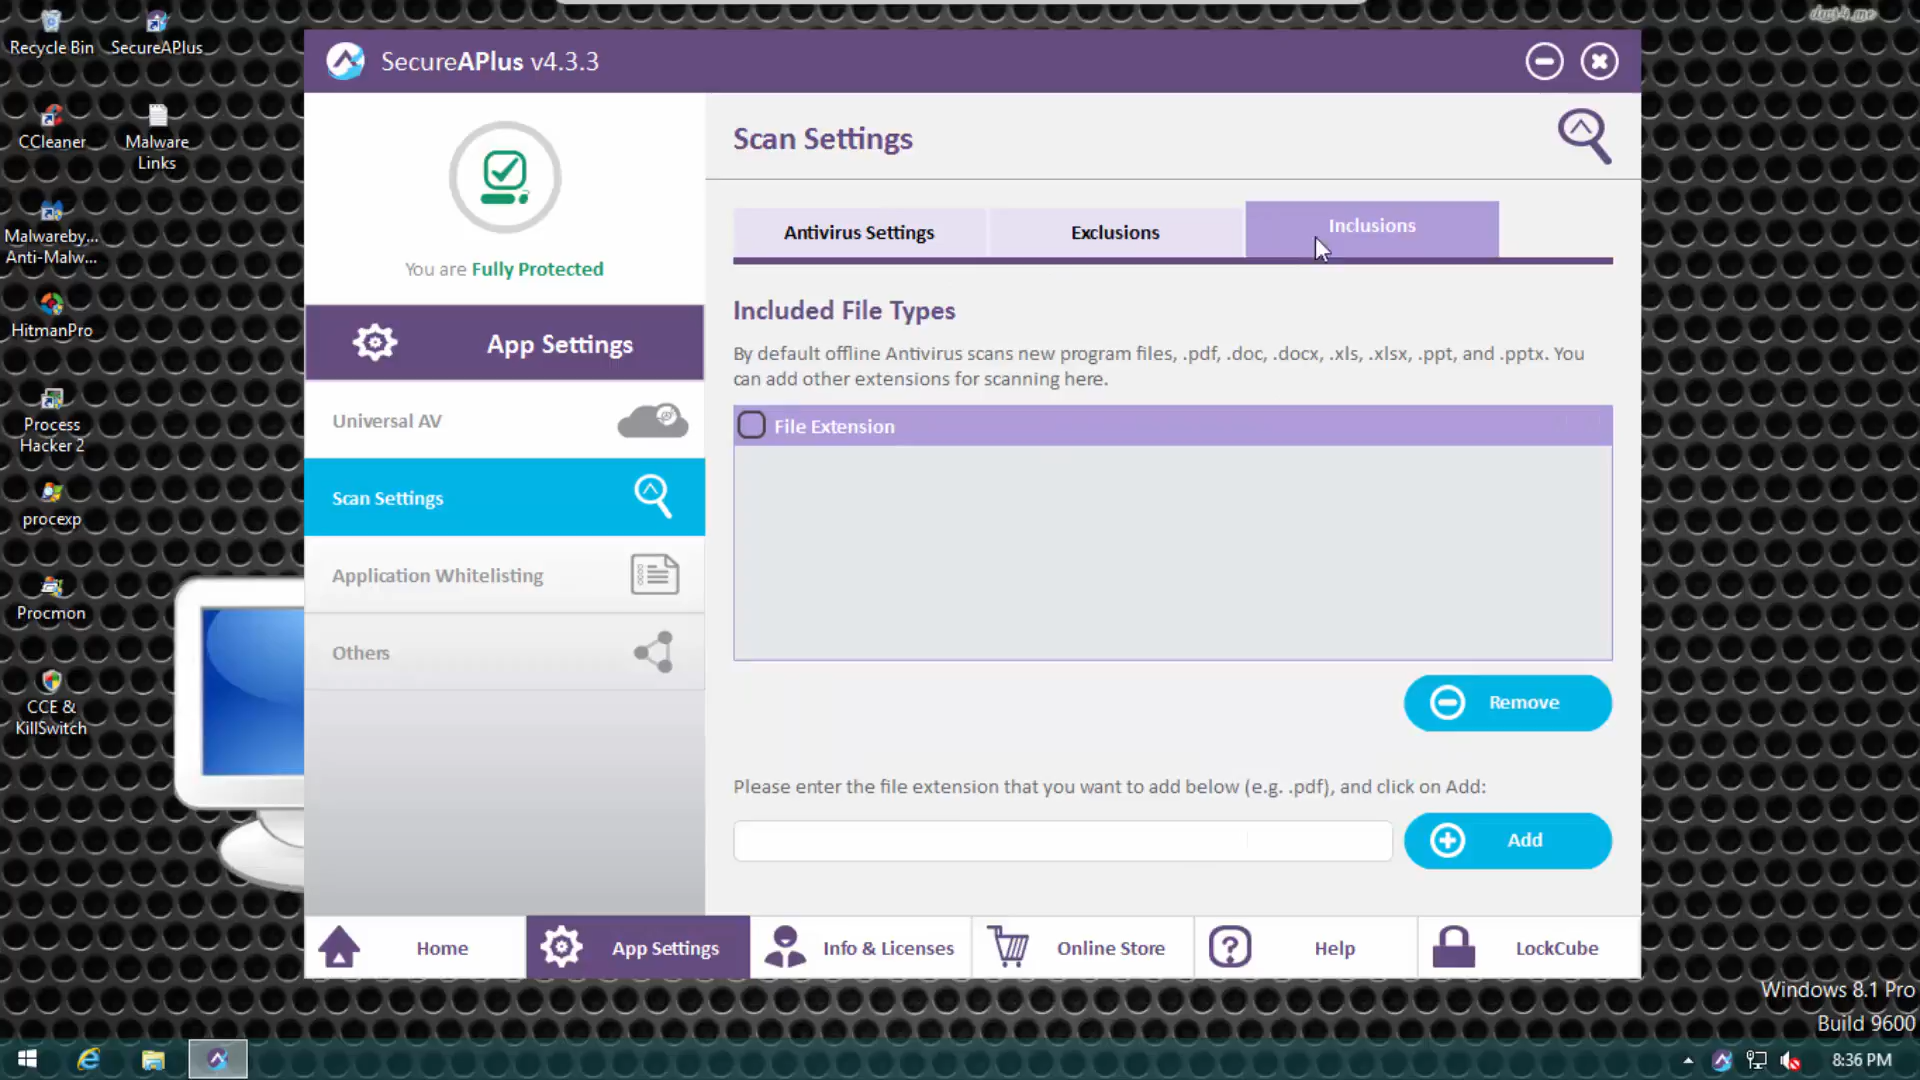 Recycle Bin
SecureAPlus
CCleaner
Malware
Links
Malwareby...
Anti-Malw...
HitmanPro
Process
Hacker 2
procexp
Procmon
CCE &
KillSwitch
SecureAPlus v4.3.3
You are Fully Protected
App Settings
Universal AV
Scan Settings
Application Whitelisting
Others
Scan Settings
Antivirus Settings
Exclusions
Inclusions
Included File Types
By default offline Antivirus scans new program files, .pdf, .doc, .docx, .xls, .xlsx, .ppt, and .pptx. You
can add other extensions for scanning here.
File Extension
Remove
Please enter the file extension that you want to add below (e.g. .pdf), and click on Add:
Add
Home
App Settings
Info & Licenses
Online Store
Help
LockCube
Windows 8.1 Pro
Build 9600
8:36 PM